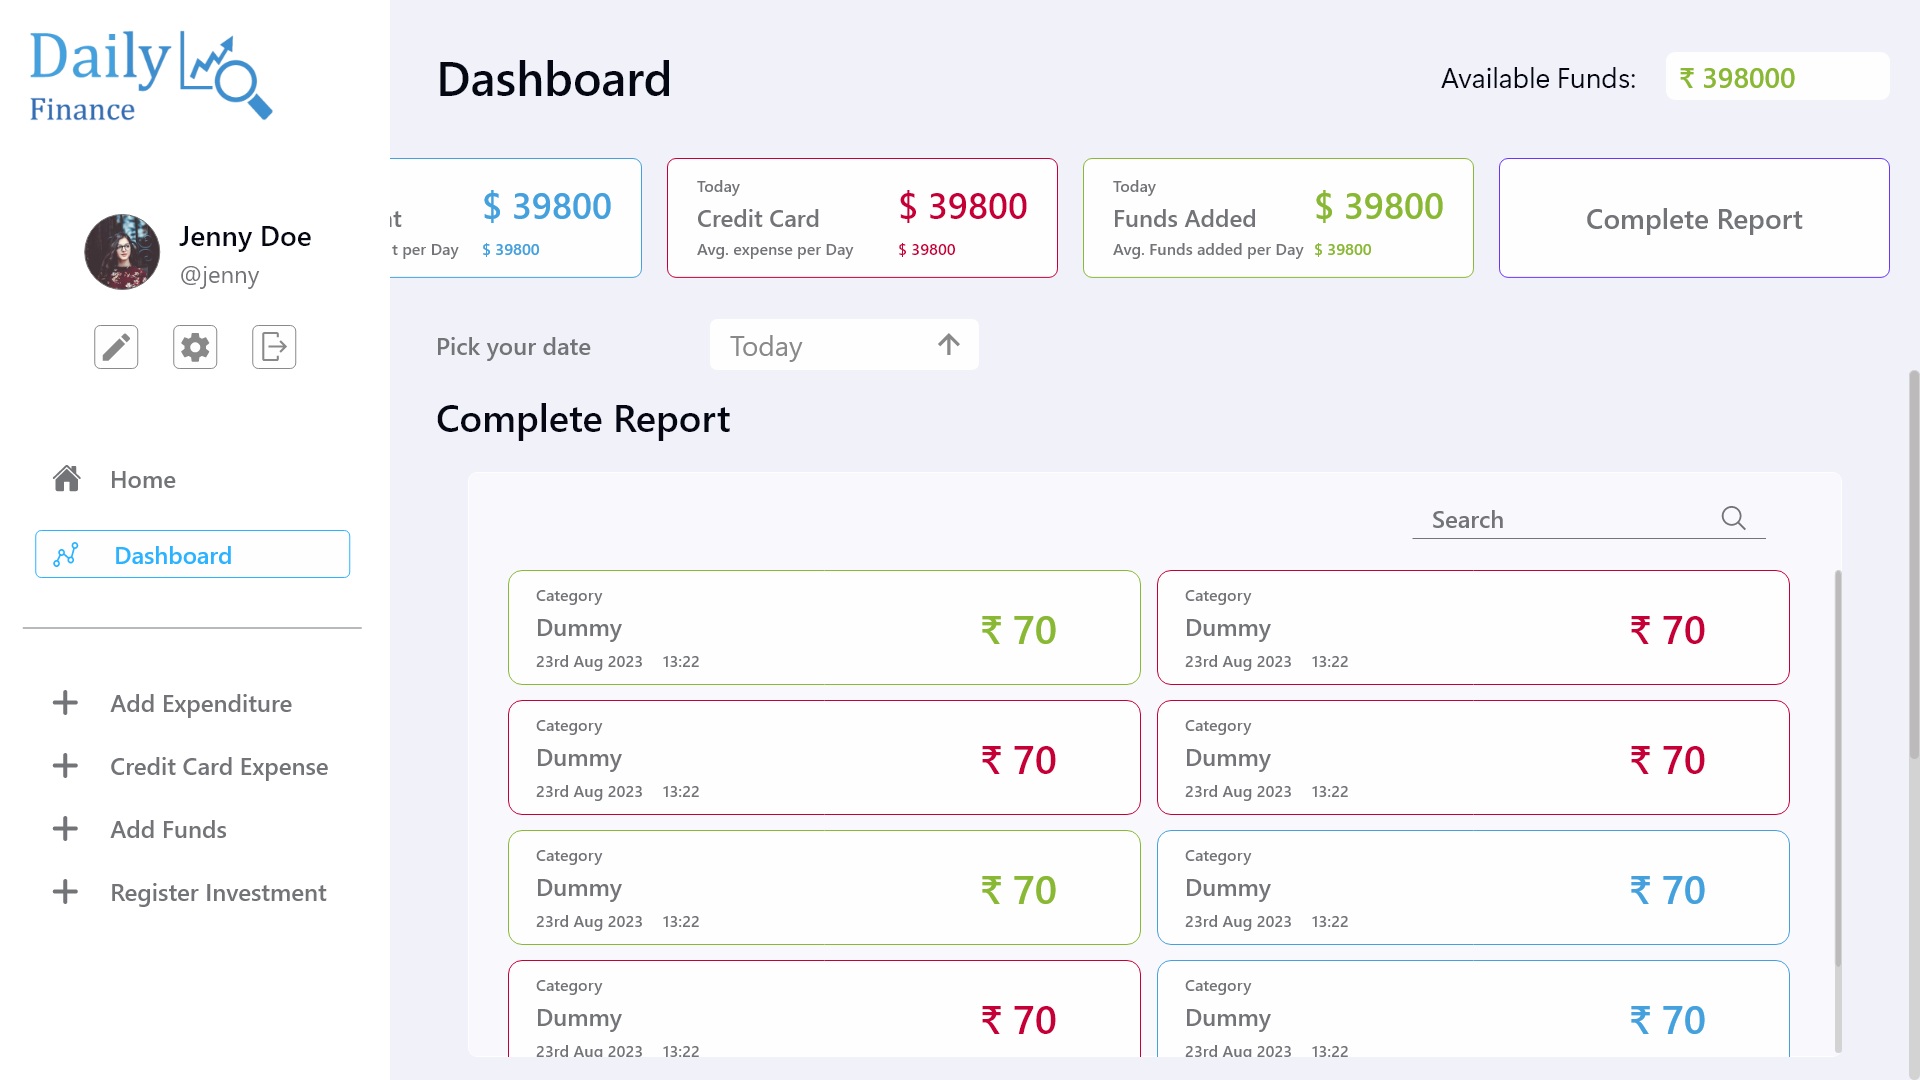 Daily
Finance
Jenny Doe
@jenny
Home
Dashboard
Add Expenditure
Credit Card Expense
Add Funds
Register Investment
Dashboard
Available Funds:
₹ 398000
t
$ 39800
t per Day
$ 39800
Today
Credit Card
$ 39800
Avg. expense per Day
$ 39800
Today
Funds Added
$ 39800
Avg. Funds added per Day
$ 39800
Complete Report
Pick your date
Today
Complete Report
Search
Category
Dummy
₹ 70
23rd Aug 2023 13:22
Category
Dummy
₹ 70
23rd Aug 2023 13:22
Category
Dummy
₹ 70
23rd Aug 2023 13:22
Category
Dummy
₹ 70
23rd Aug 2023 13:22
Category
Dummy
₹ 70
23rd Aug 2023 13:22
Category
Dummy
₹ 70
23rd Aug 2023 13:22
Category
Dummy
₹ 70
23rd Aug 2023 13:22
Category
Dummy
₹ 70
23rd Aug 2023 13:22